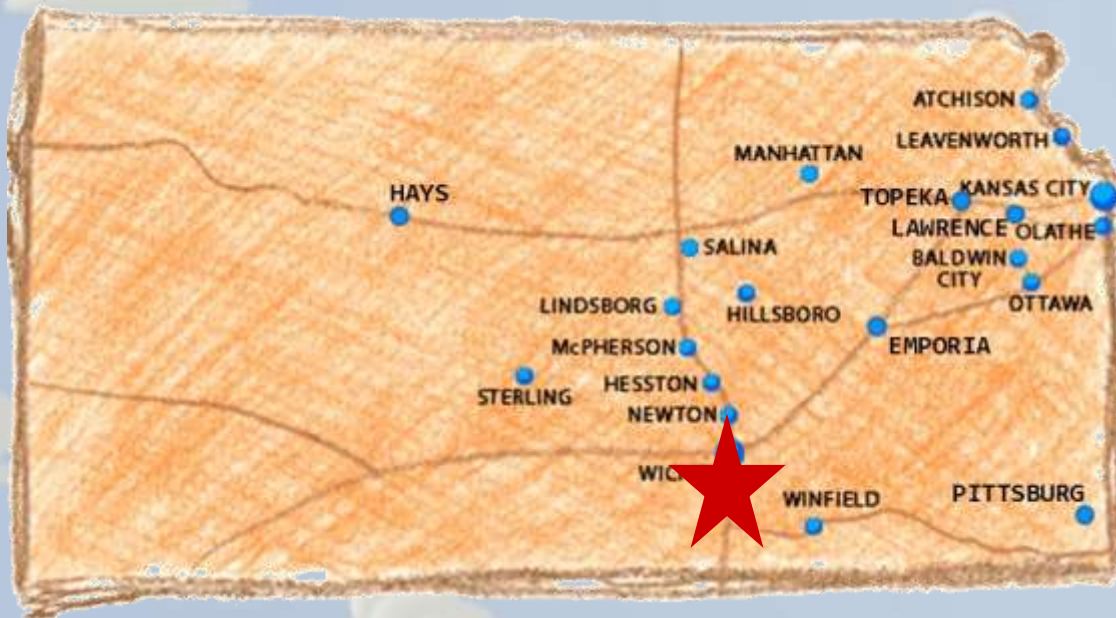 ATCHISON
LEAVENWORTH
MANHATTAN
KANSAS CITY
HAYS
TOPEKA
LAWRENCE
OLATHE
SALINA
BALDWIN
CITY
OTTAWA
LINDSBORG
HILLSBORO
McPHERSON
EMPORIA
HESSTON
STERLING
NEWTON
WIC
WINFIELD
PITTSBURG